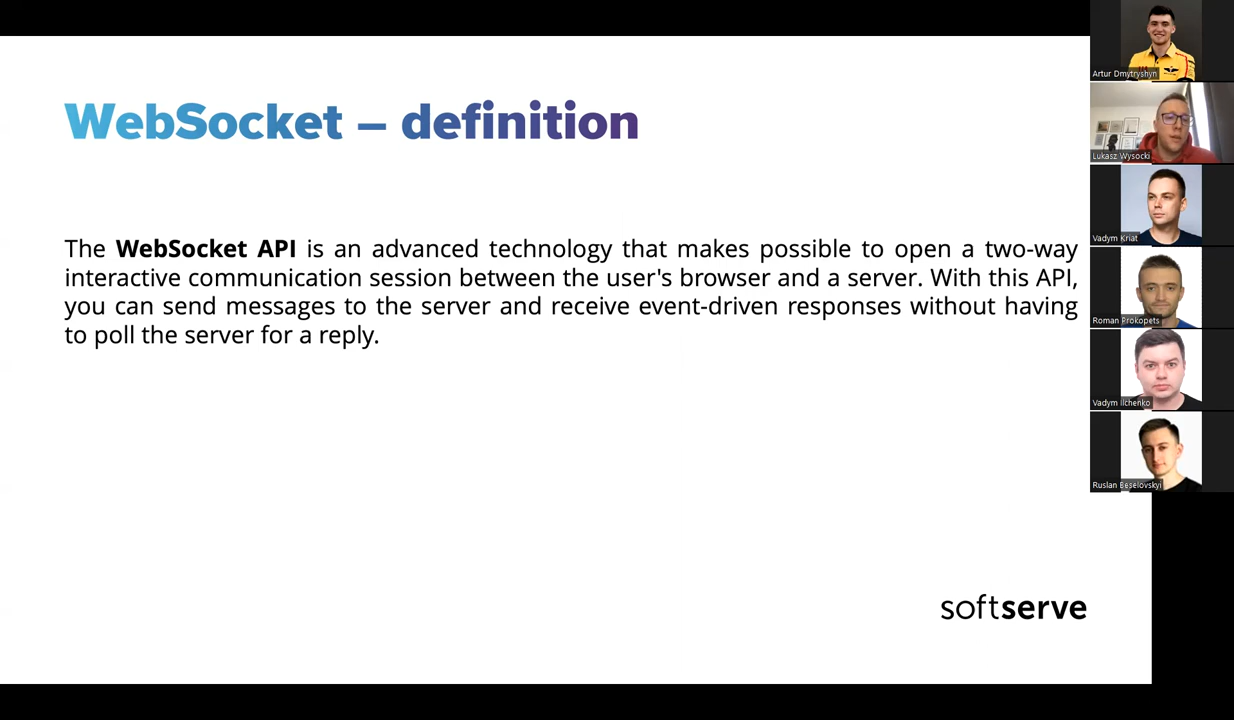 WebSocket – definition
The WebSocket API is an advanced technology that makes possible to open a two-way
interactive communication session between the user's browser and a server. With this API,
you can send messages to the server and receive event-driven responses without having
to poll the server for a reply.
softserve
Artur Dmytryshyn
Lukasz Wysocki
Vadym Kriat
Roman Prokopets
Vadym Ilchenko
Ruslan Beselovskyi